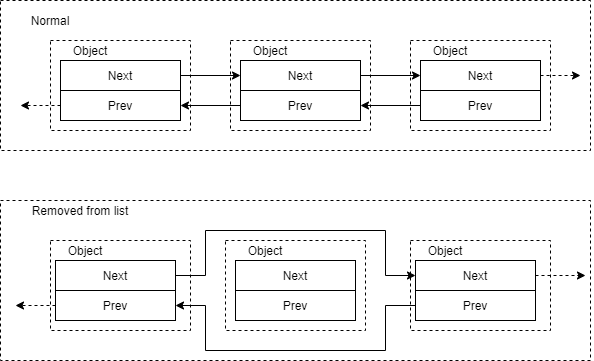 Normal
Object Object Object
Next Next Next
Prev Prev Prev
Removed from list
Object Object Object
Next Next Next
Prev Prev Prev